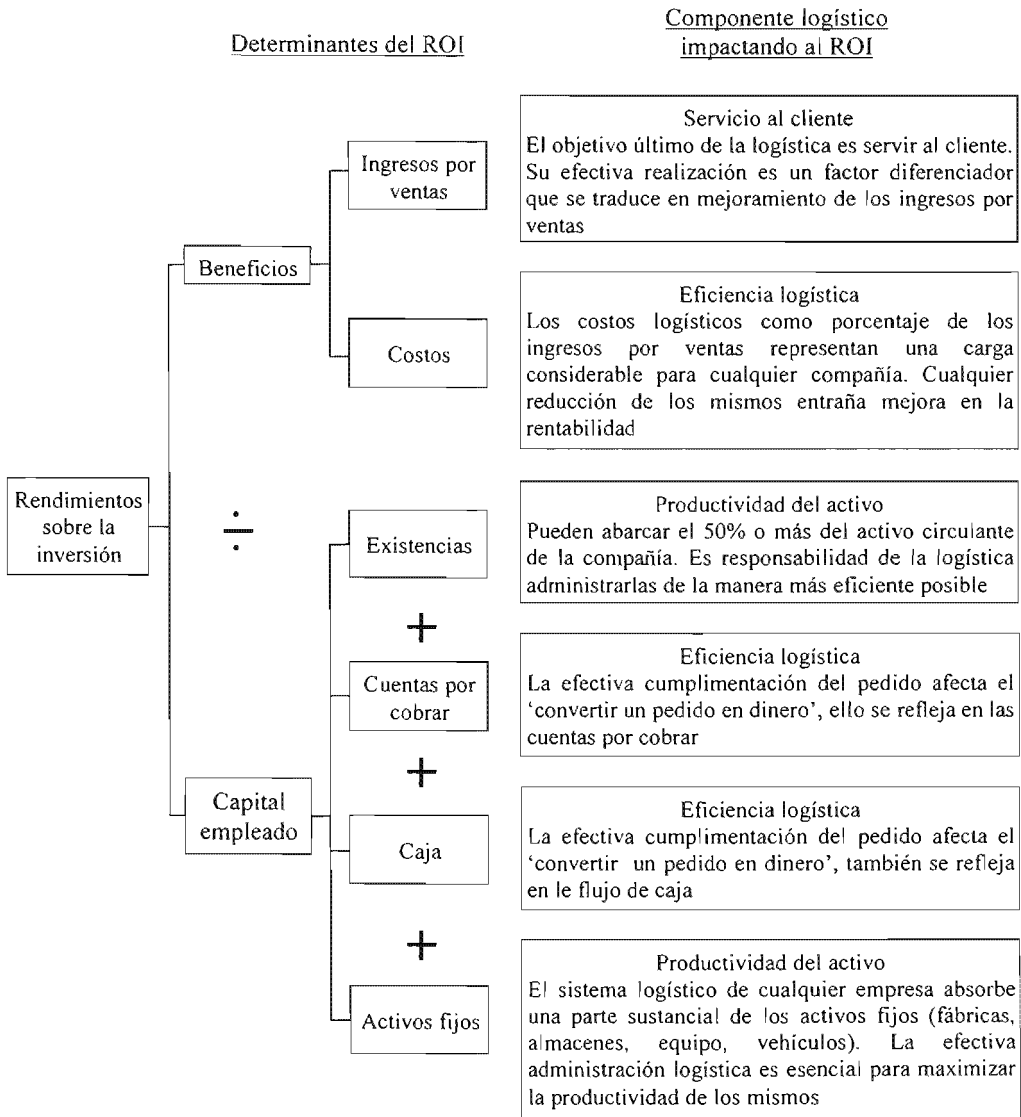 Determinantes del ROI
Componente logístico
impactando al ROI
Rendimientos
sobre la
inversión
÷
Beneficios
Ingresos por
ventas
Servicio al cliente
El objetivo último de la logística es servir al cliente.
Su efectiva realización es un factor diferenciador
que se traduce en mejoramiento de los ingresos por
ventas
Costos
Eficiencia logística
Los costos logísticos como porcentaje de los
ingresos por ventas representan una carga
considerable para cualquier compañía. Cualquier
reducción de los mismos entraña mejora en la
rentabilidad
Capital
empleado
Existencias
Productividad del activo
Pueden abarcar el 50% o más del activo circulante
de la compañía. Es responsabilidad de la logística
administrarlas de la manera más eficiente posible
+
Cuentas por
cobrar
Eficiencia logística
La efectiva cumplimentación del pedido afecta el
‘convertir un pedido en dinero’, ello se refleja en las
cuentas por cobrar
+
Caja
Eficiencia logística
La efectiva cumplimentación del pedido afecta el
‘convertir un pedido en dinero’, también se refleja
en le flujo de caja
+
Activos fijos
Productividad del activo
El sistema logístico de cualquier empresa absorbe
una parte sustancial de los activos fijos (fábricas,
almacenes, equipo, vehículos). La efectiva
administración logística es esencial para maximizar
la productividad de los mismos